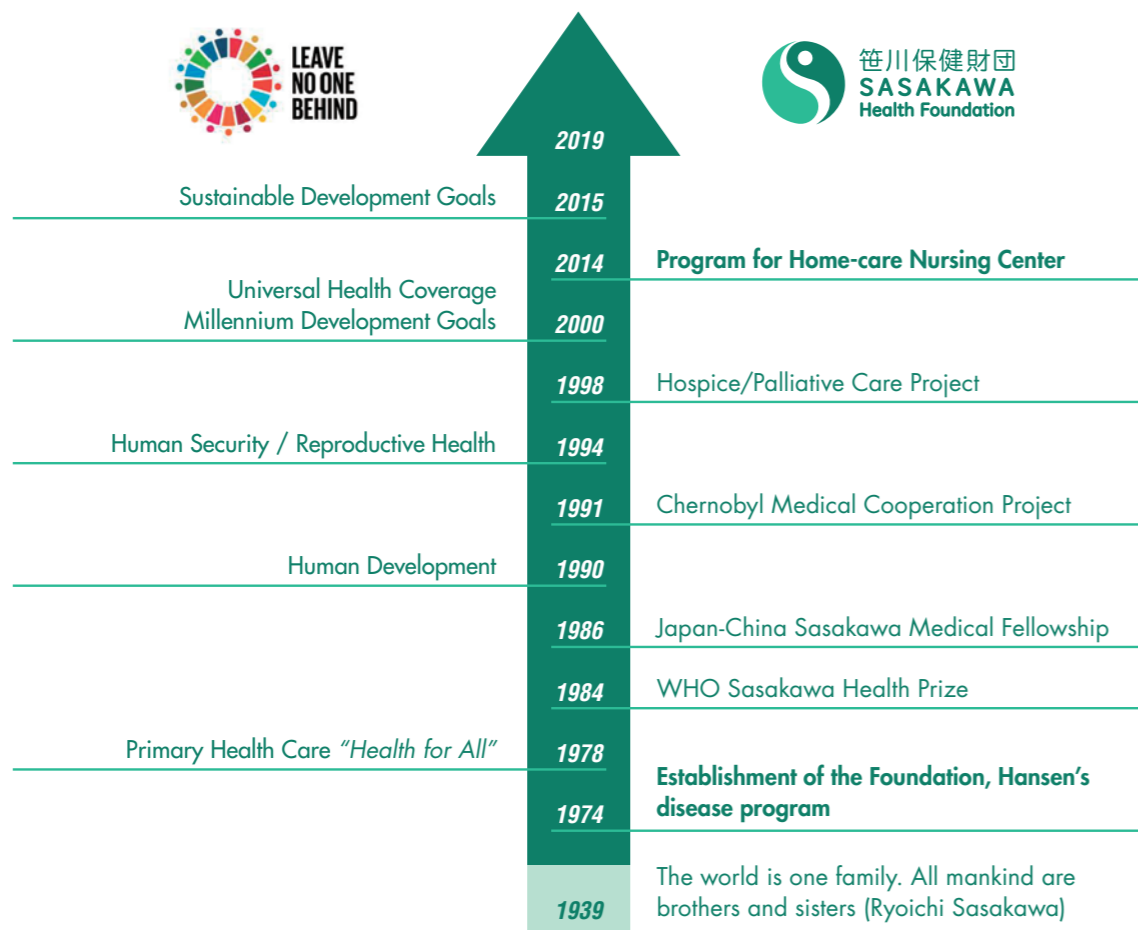 LEAVE
NO ONE
BEHIND
笹川保健財団
SASAKAWA
Health Foundation
2019
Sustainable Development Goals
2015
2014
Program for Home-care Nursing Center
Universal Health Coverage
Millennium Development Goals
2000
1998
Hospice/Palliative Care Project
Human Security / Reproductive Health
1994
1991
Chernobyl Medical Cooperation Project
Human Development
1990
1986
Japan-China Sasakawa Medical Fellowship
1984
WHO Sasakawa Health Prize
Primary Health Care “Health for All”
1978
1974
Establishment of the Foundation, Hansen’s
disease program
1939
The world is one family. All mankind are
brothers and sisters (Ryoichi Sasakawa)